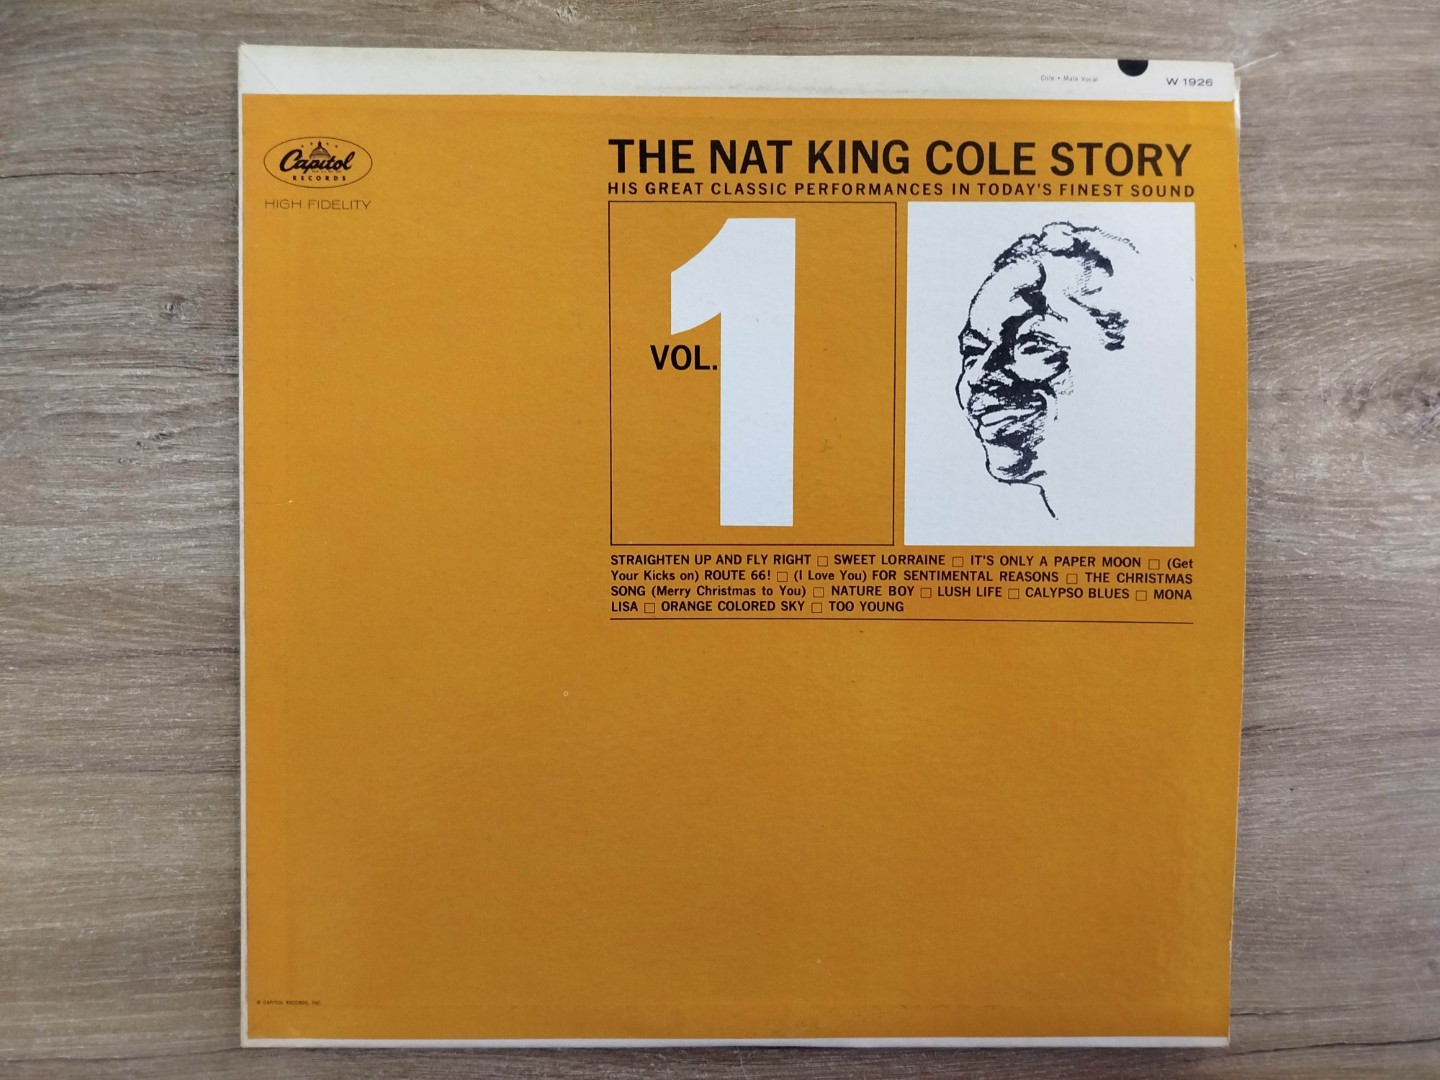 Cole • Male Vocal
W 1926
Capitol
RECORDS
HIGH FIDELITY
THE NAT KING COLE STORY
HIS GREAT CLASSIC PERFORMANCES IN TODAY'S FINEST SOUND
VOL. 1
STRAIGHTEN UP AND FLY RIGHT □ SWEET LORRAINE □ IT'S ONLY A PAPER MOON □ (Get
Your Kicks on) ROUTE 66! □ (I Love You) FOR SENTIMENTAL REASONS □ THE CHRISTMAS
SONG (Merry Christmas to You) □ NATURE BOY □ LUSH LIFE □ CALYPSO BLUES □ MONA
LISA □ ORANGE COLORED SKY □ TOO YOUNG
® CAPITOL RECORDS, INC.